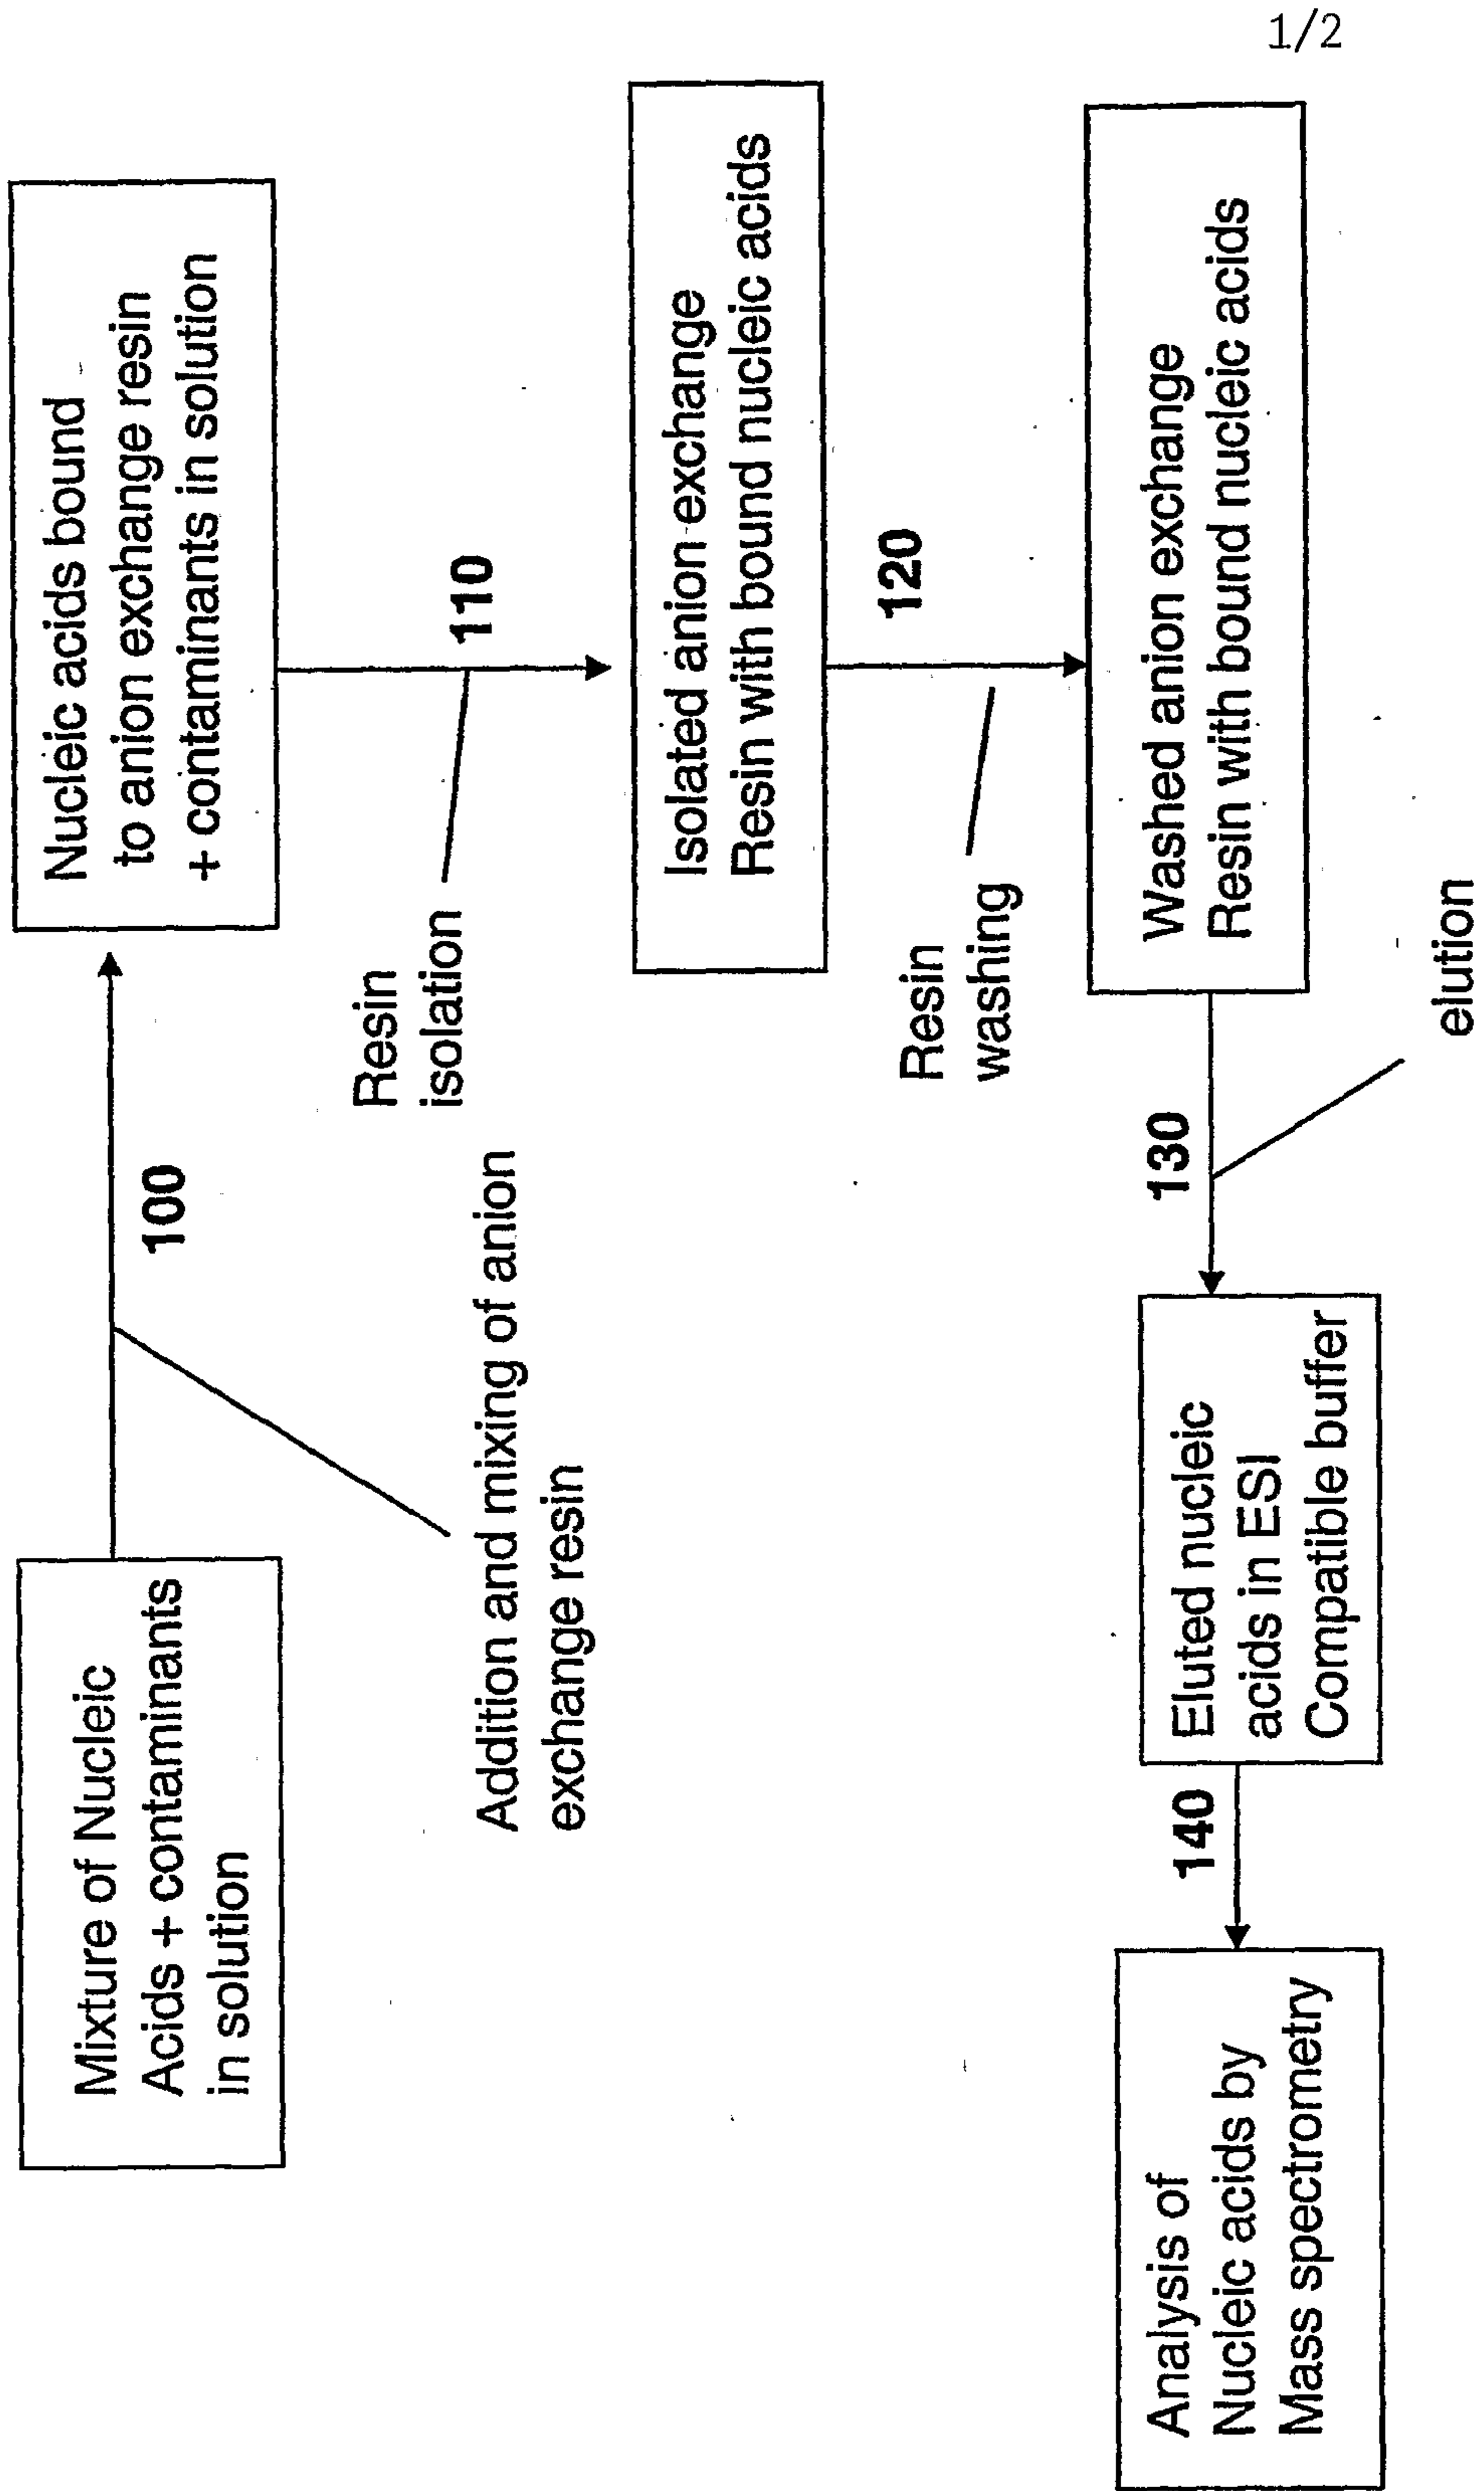 1/2
Mixture of Nucleic
Acids + contaminants
in solution
100
Addition and mixing of anion
exchange resin
Nucleic acids bound
to anion exchange resin
+ contaminants in solution
Resin
isolation
110
Isolated anion exchange
Resin with bound nucleic acids
Resin
washing
120
Washed anion exchange
Resin with bound nucleic acids
130
elution
Eluted nucleic
acids in ESI
Compatible buffer
140
Analysis of
Nucleic acids by
Mass spectrometry